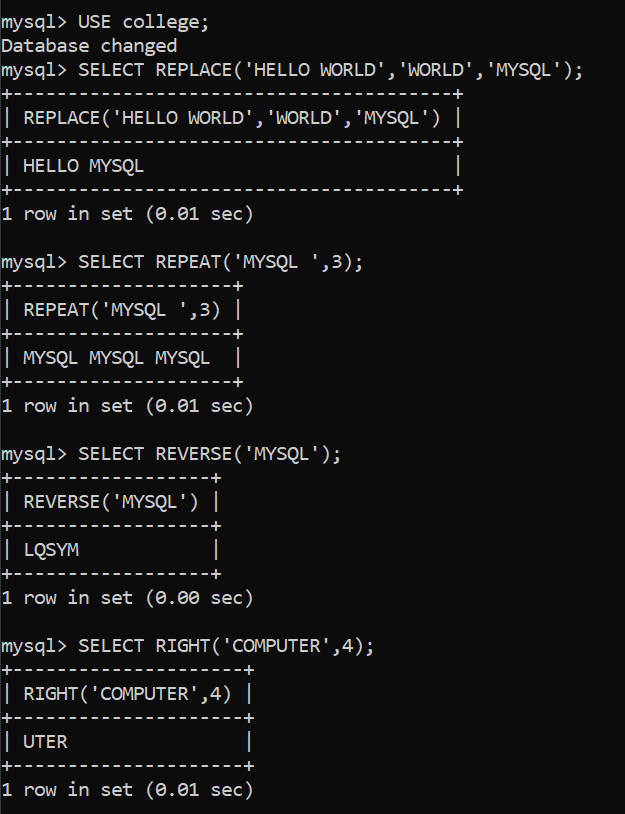 mysql> USE college;
Database changed
mysql> SELECT REPLACE('HELLO WORLD','WORLD','MYSQL');
+----------------------------------------+
| REPLACE('HELLO WORLD','WORLD','MYSQL') |
+----------------------------------------+
| HELLO MYSQL                            |
+----------------------------------------+
1 row in set (0.01 sec)

mysql> SELECT REPEAT('MYSQL ',3);
+--------------------+
| REPEAT('MYSQL ',3) |
+--------------------+
| MYSQL MYSQL MYSQL  |
+--------------------+
1 row in set (0.01 sec)

mysql> SELECT REVERSE('MYSQL');
+------------------+
| REVERSE('MYSQL') |
+------------------+
| LQSYM            |
+------------------+
1 row in set (0.00 sec)

mysql> SELECT RIGHT('COMPUTER',4);
+---------------------+
| RIGHT('COMPUTER',4) |
+---------------------+
| UTER                |
+---------------------+
1 row in set (0.01 sec)